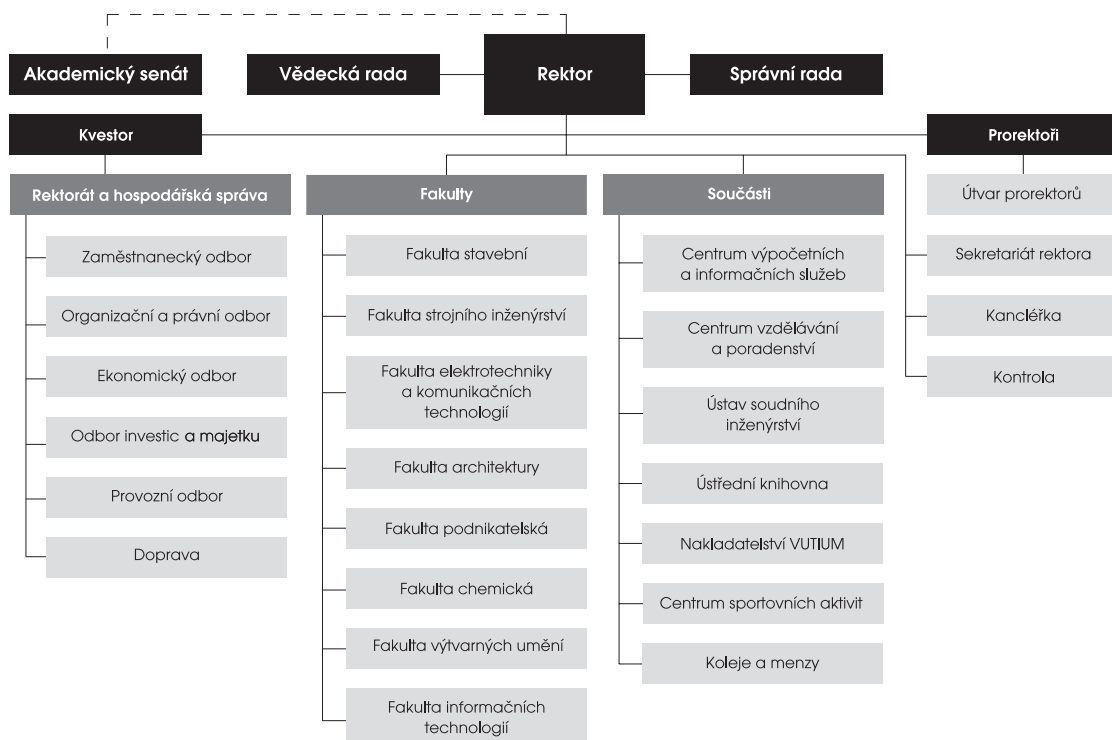 Akademický senát
Vědecká rada
Rektor
Správní rada
Kvestor
Prorektoři
Rektorát a hospodářská správa
Zaměstnanecký odbor
Organizační a právní odbor
Ekonomický odbor
Odbor investic a majetku
Provozní odbor
Doprava
Fakulty
Fakulta stavební
Fakulta strojního inženýrství
Fakulta elektrotechniky
a komunikačních
technologií
Fakulta architektury
Fakulta podnikatelská
Fakulta chemická
Fakulta výtvarných umění
Fakulta informačních
technologií
Součásti
Centrum výpočetních
a informačních služeb
Centrum vzdělávání
a poradenství
Ústav soudního
inženýrství
Ústřední knihovna
Nakladatelství VUTIUM
Centrum sportovních aktivit
Koleje a menzy
Útvar prorektorů
Sekretariát rektora
Kancléřka
Kontrola